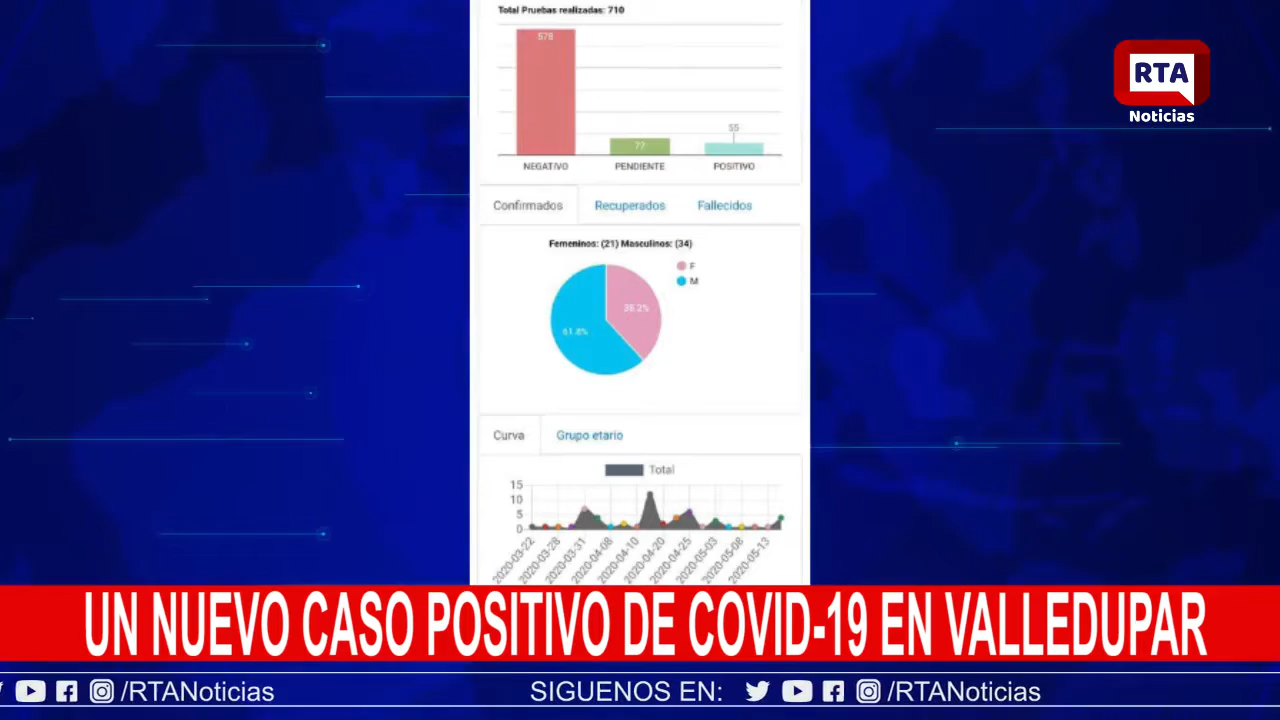 Total Pruebas realizadas: 710
578
77
55
NEGATIVO PENDIENTE POSITIVO
RTA
Noticias
Confirmados Recuperados Fallecidos
Femeninos: (21) Masculinos: (34)
F
M
38.2%
61.8%
Curva Grupo etario
Total
15
10
5
0
2020-03-22 2020-03-28 2020-03-31 2020-04-08 2020-04-10 2020-04-20 2020-04-25 2020-05-03 2020-05-08 2020-05-13
UN NUEVO CASO POSITIVO DE COVID-19 EN VALLEDUPAR
/RTANoticias SIGUENOS EN: /RTANoticias